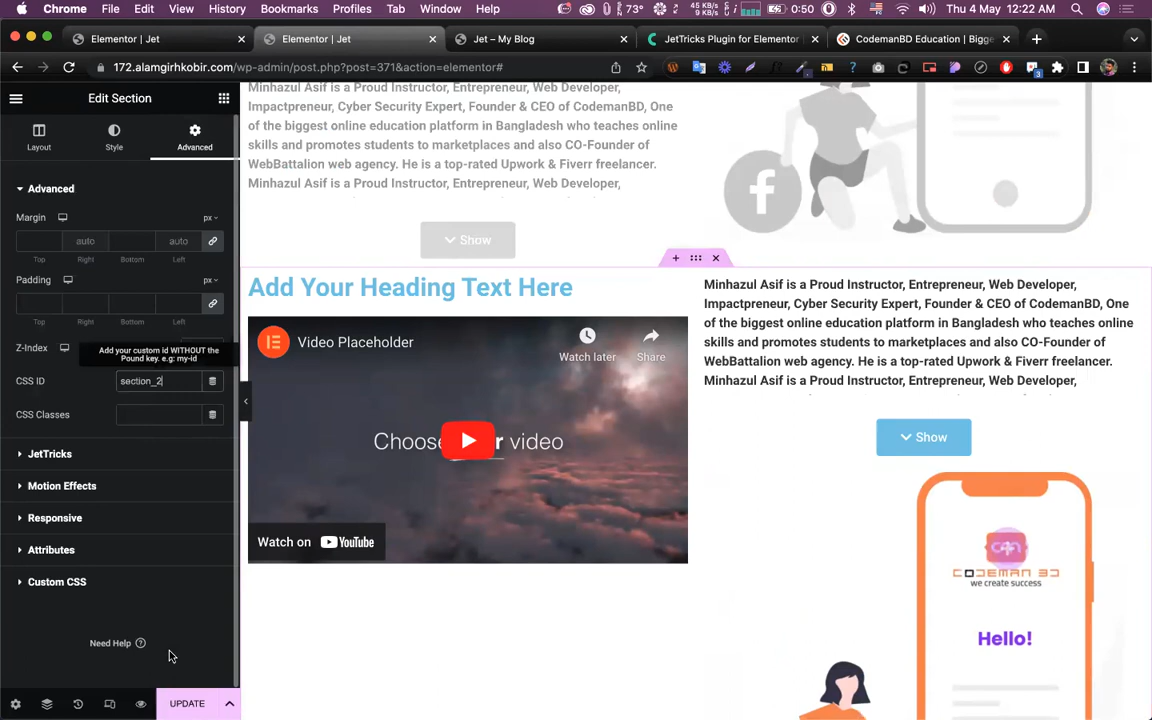 Chrome File Edit View History Bookmarks Profiles Tab Window Help 45 KB/s 9 KB/s 73° 0:50 Thu 4 May 12:22 AM
Elementor | Jet
Elementor | Jet
Jet – My Blog
JetTricks Plugin for Elementor
CodemanBD Education | Bigge
172.alamgirhkobir.com/wp-admin/post.php?post=371&action=elementor#
Edit Section
Layout Style Advanced
Advanced
Margin px
auto auto
Top Right Bottom Left
Padding px
Top Right Bottom Left
Z-Index
Add your custom id WITHOUT the
Pound key. e.g: my-id
CSS ID section_2
CSS Classes
JetTricks
Motion Effects
Responsive
Attributes
Custom CSS
Need Help ?
UPDATE
Minhazul Asif is a Proud Instructor, Entrepreneur, Web Developer,
Impactpreneur, Cyber Security Expert, Founder & CEO of CodemanBD, One
of the biggest online education platform in Bangladesh who teaches online
skills and promotes students to marketplaces and also CO-Founder of
WebBattalion web agency. He is a top-rated Upwork & Fiverr freelancer.
Minhazul Asif is a Proud Instructor, Entrepreneur, Web Developer,
Show
Add Your Heading Text Here
Video Placeholder
Watch later
Share
Choose your video
Watch on YouTube
Minhazul Asif is a Proud Instructor, Entrepreneur, Web Developer,
Impactpreneur, Cyber Security Expert, Founder & CEO of CodemanBD, One
of the biggest online education platform in Bangladesh who teaches online
skills and promotes students to marketplaces and also CO-Founder of
WebBattalion web agency. He is a top-rated Upwork & Fiverr freelancer.
Minhazul Asif is a Proud Instructor, Entrepreneur, Web Developer,
Show
CODEMAN BD
we create success
Hello!